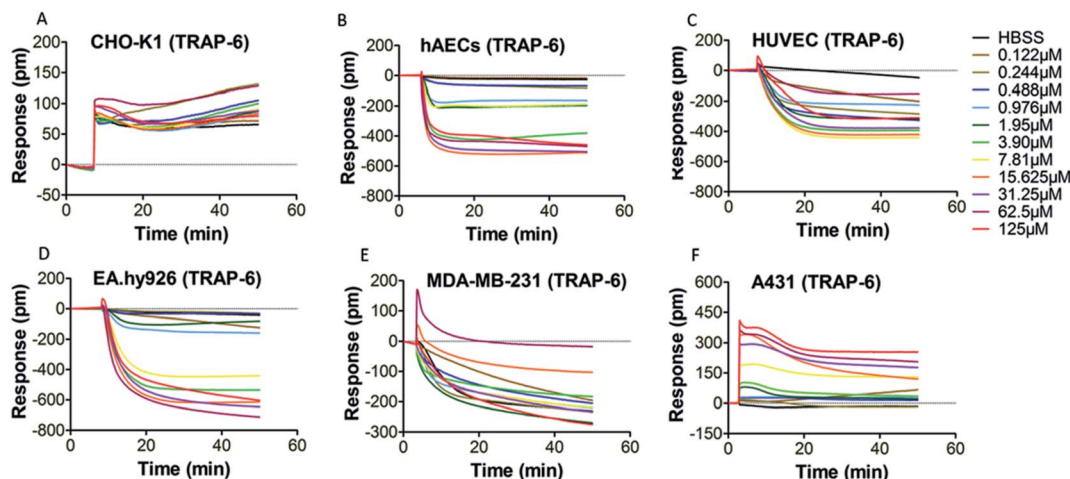 A
CHO-K1 (TRAP-6)
Response (pm)
200
150
100
50
0
-50
0 20 40 60
Time (min)
B
hAECs (TRAP-6)
Response (pm)
200
0
-200
-400
-600
-800
0 20 40 60
Time (min)
C
HUVEC (TRAP-6)
Response (pm)
200
0
-200
-400
-600
-800
0 20 40 60
Time (min)
HBSS
0.122µM
0.244µM
0.488µM
0.976µM
1.95µM
3.90µM
7.81µM
15.625µM
31.25µM
62.5µM
125µM
D
EA.hy926 (TRAP-6)
Response (pm)
200
0
-200
-400
-600
-800
0 20 40 60
Time (min)
E
MDA-MB-231 (TRAP-6)
Response (pm)
200
100
0
-100
-200
-300
0 20 40 60
Time (min)
F
A431 (TRAP-6)
Response (pm)
600
450
300
150
0
-150
0 20 40 60
Time (min)